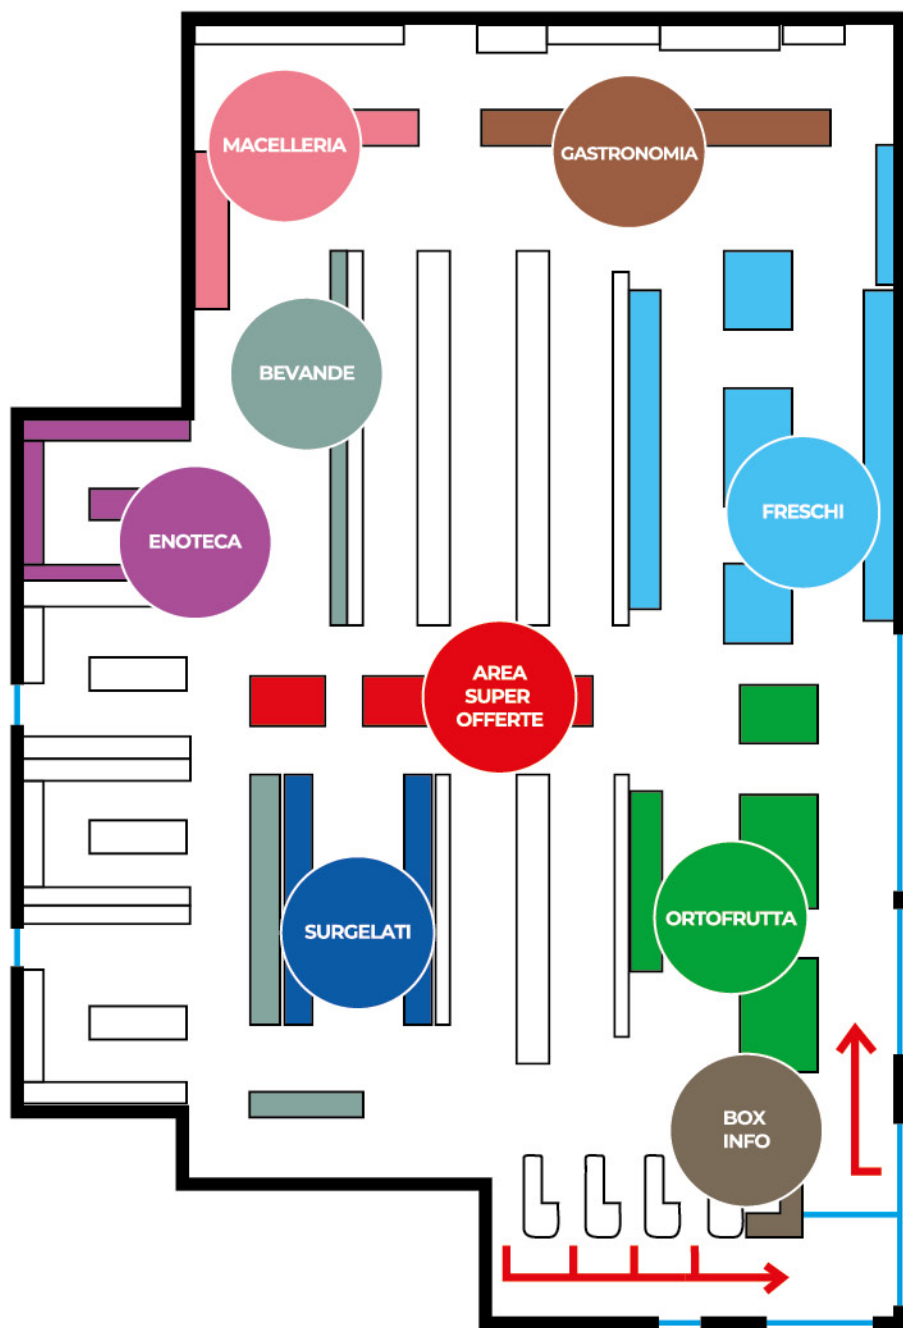 MACELLERIA
GASTRONOMIA
BEVANDE
FRESCHI
ENOTECA
AREA
SUPER
OFFERTE
SURGELATI
ORTOFRUTTA
BOX
INFO